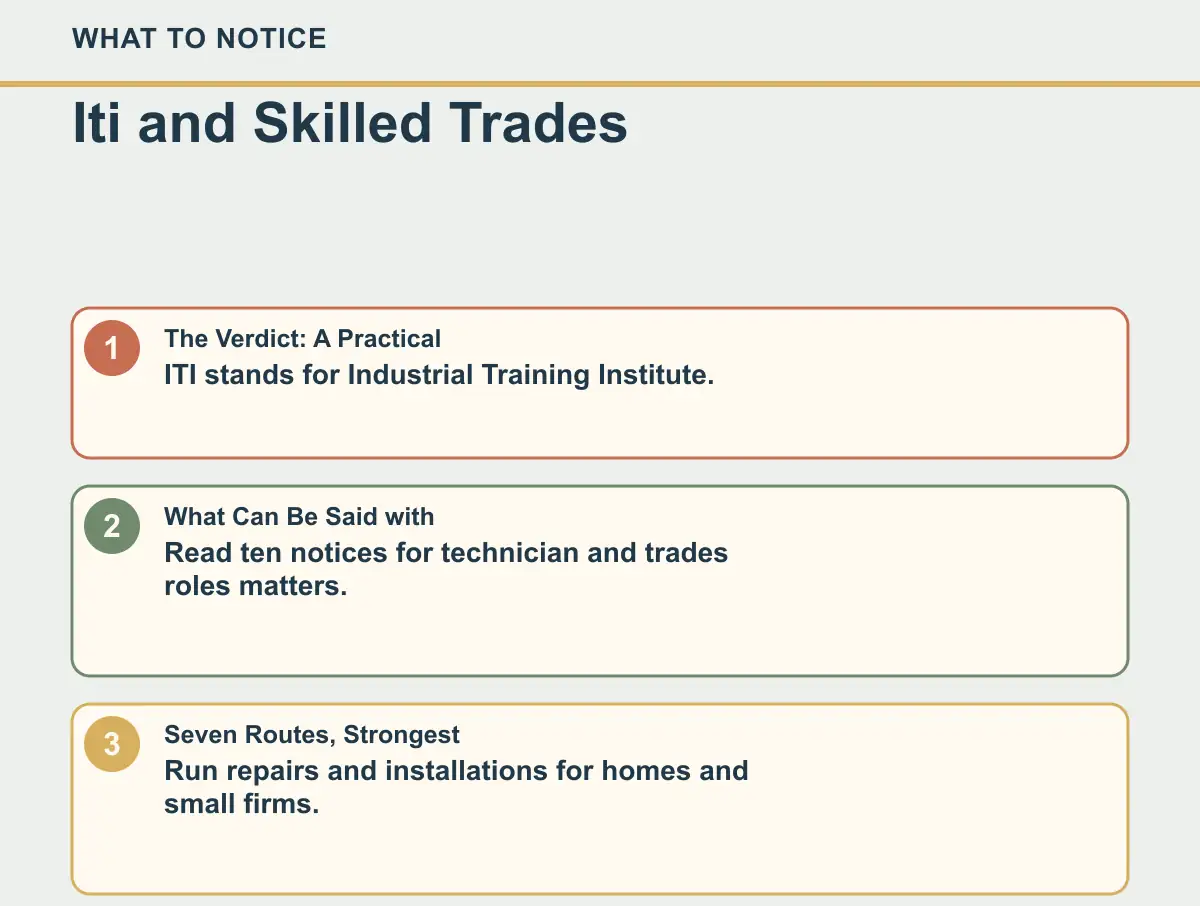 WHAT TO NOTICE
Iti and Skilled Trades
1
The Verdict: A Practical
ITI stands for Industrial Training Institute.
2
What Can Be Said with
Read ten notices for technician and trades
roles matters.
3
Seven Routes, Strongest
Run repairs and installations for homes and
small firms.